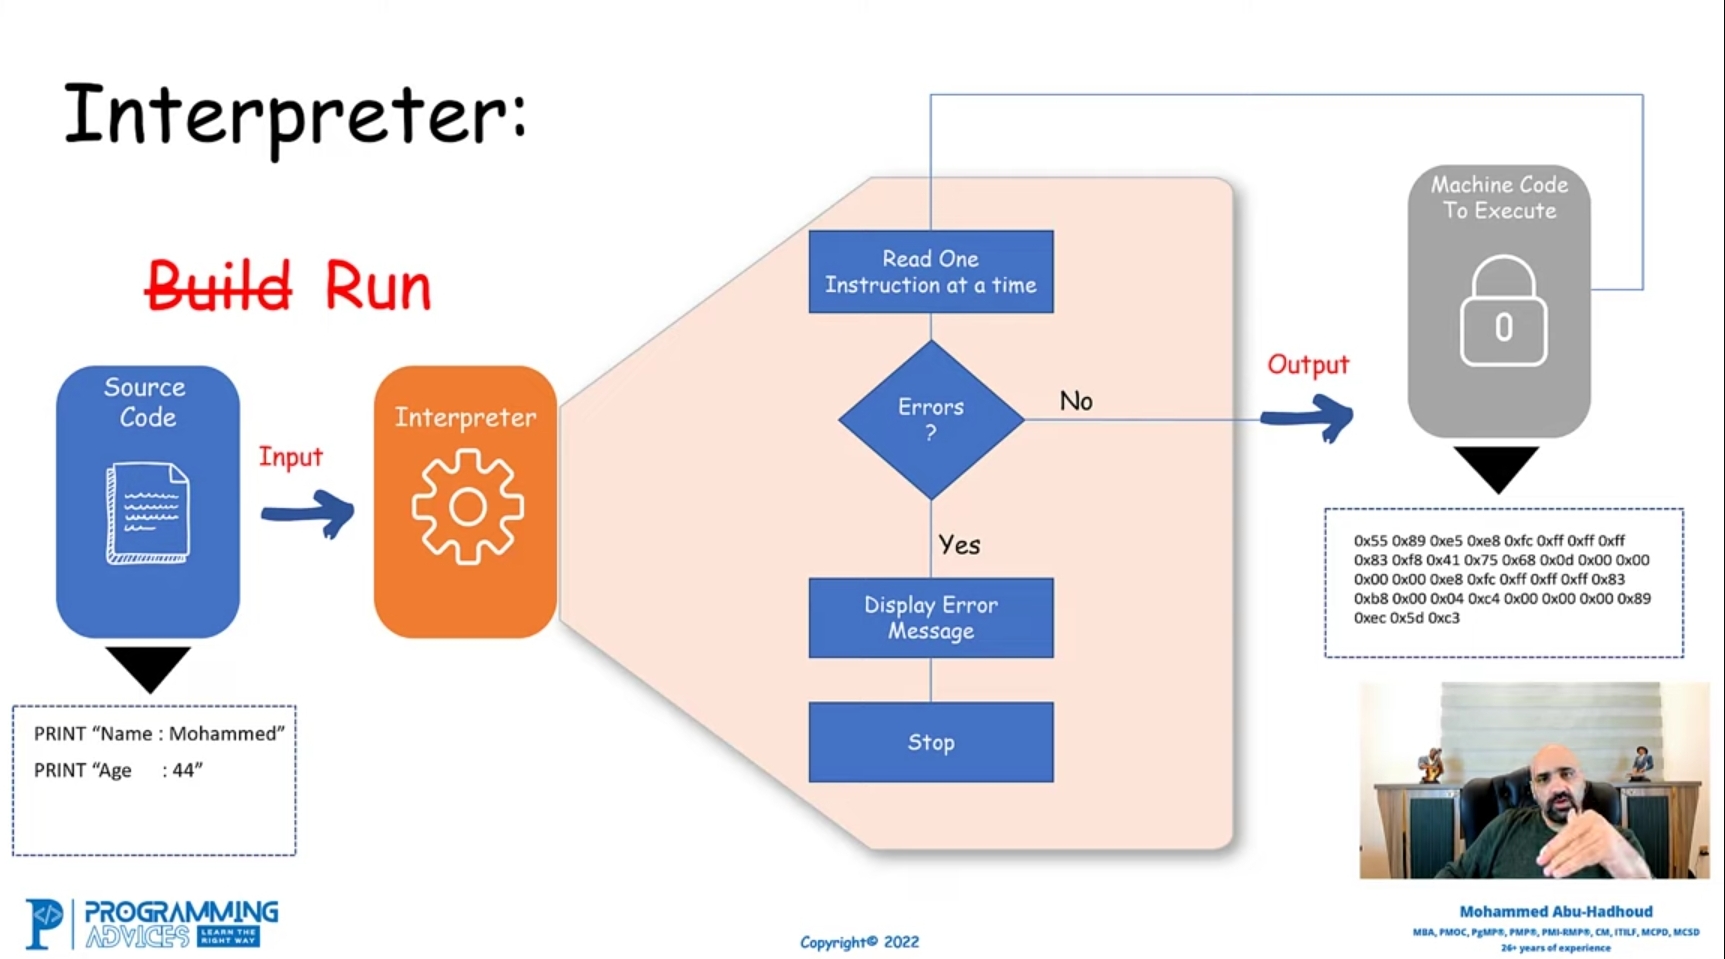 Interpreter:
Build Run
Source
Code
Input
Interpreter
Read One
Instruction at a time
Errors
?
No
Yes
Display Error
Message
Stop
Output
Machine Code
To Execute
PRINT “Name : Mohammed”
PRINT “Age : 44”
0x55 0x89 0xe5 0xe8 0xfc 0xff 0xff 0xff
0x83 0xf8 0x41 0x75 0x68 0x0d 0x00 0x00
0x00 0x00 0xe8 0xfc 0xff 0xff 0xff 0x83
0xb8 0x00 0x04 0xc4 0x00 0x00 0x00 0x89
0xec 0x5d 0xc3
PROGRAMMING
ADVICES
LEARN THE
RIGHT WAY
Copyright© 2022
Mohammed Abu-Hadhoud
MBA, PMOC, PgMP®, PMP®, PMI-RMP®, CM, ITILF, MCPD, MCSD
26+ years of experience